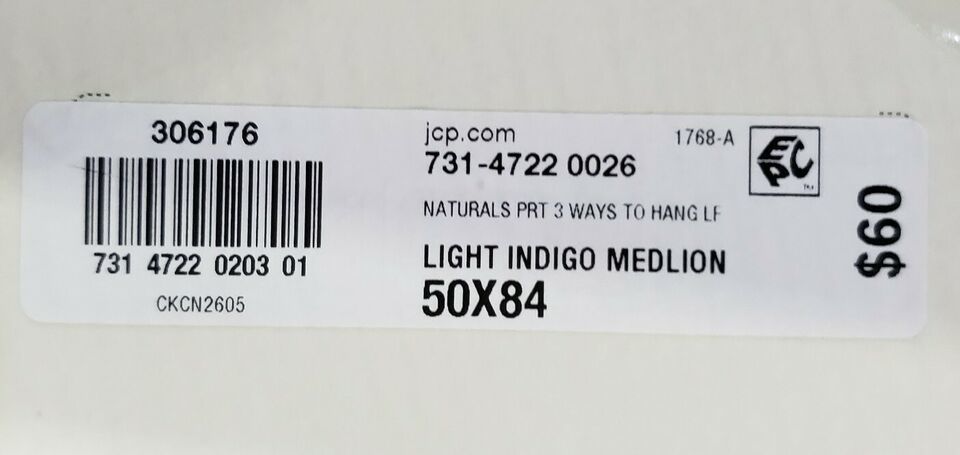 306176
731 4722 0203 01
CKCN2605
jcp.com
1768-A
731-4722 0026
NATURALS PRT 3 WAYS TO HANG LF
LIGHT INDIGO MEDLION
50X84
EPC
$60